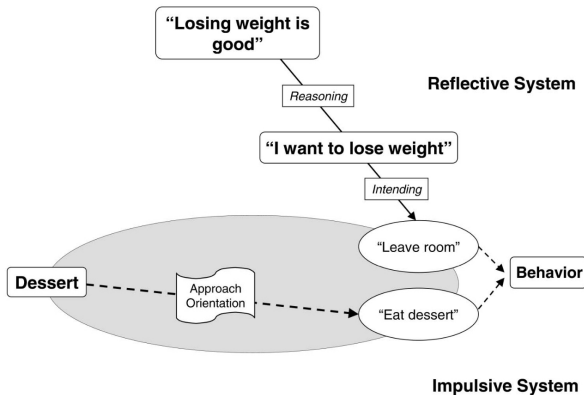 “Losing weight is
good”
Reasoning
Reflective System
“I want to lose weight”
Intending
“Leave room”
Dessert
Approach
Orientation
Behavior
“Eat dessert”
Impulsive System